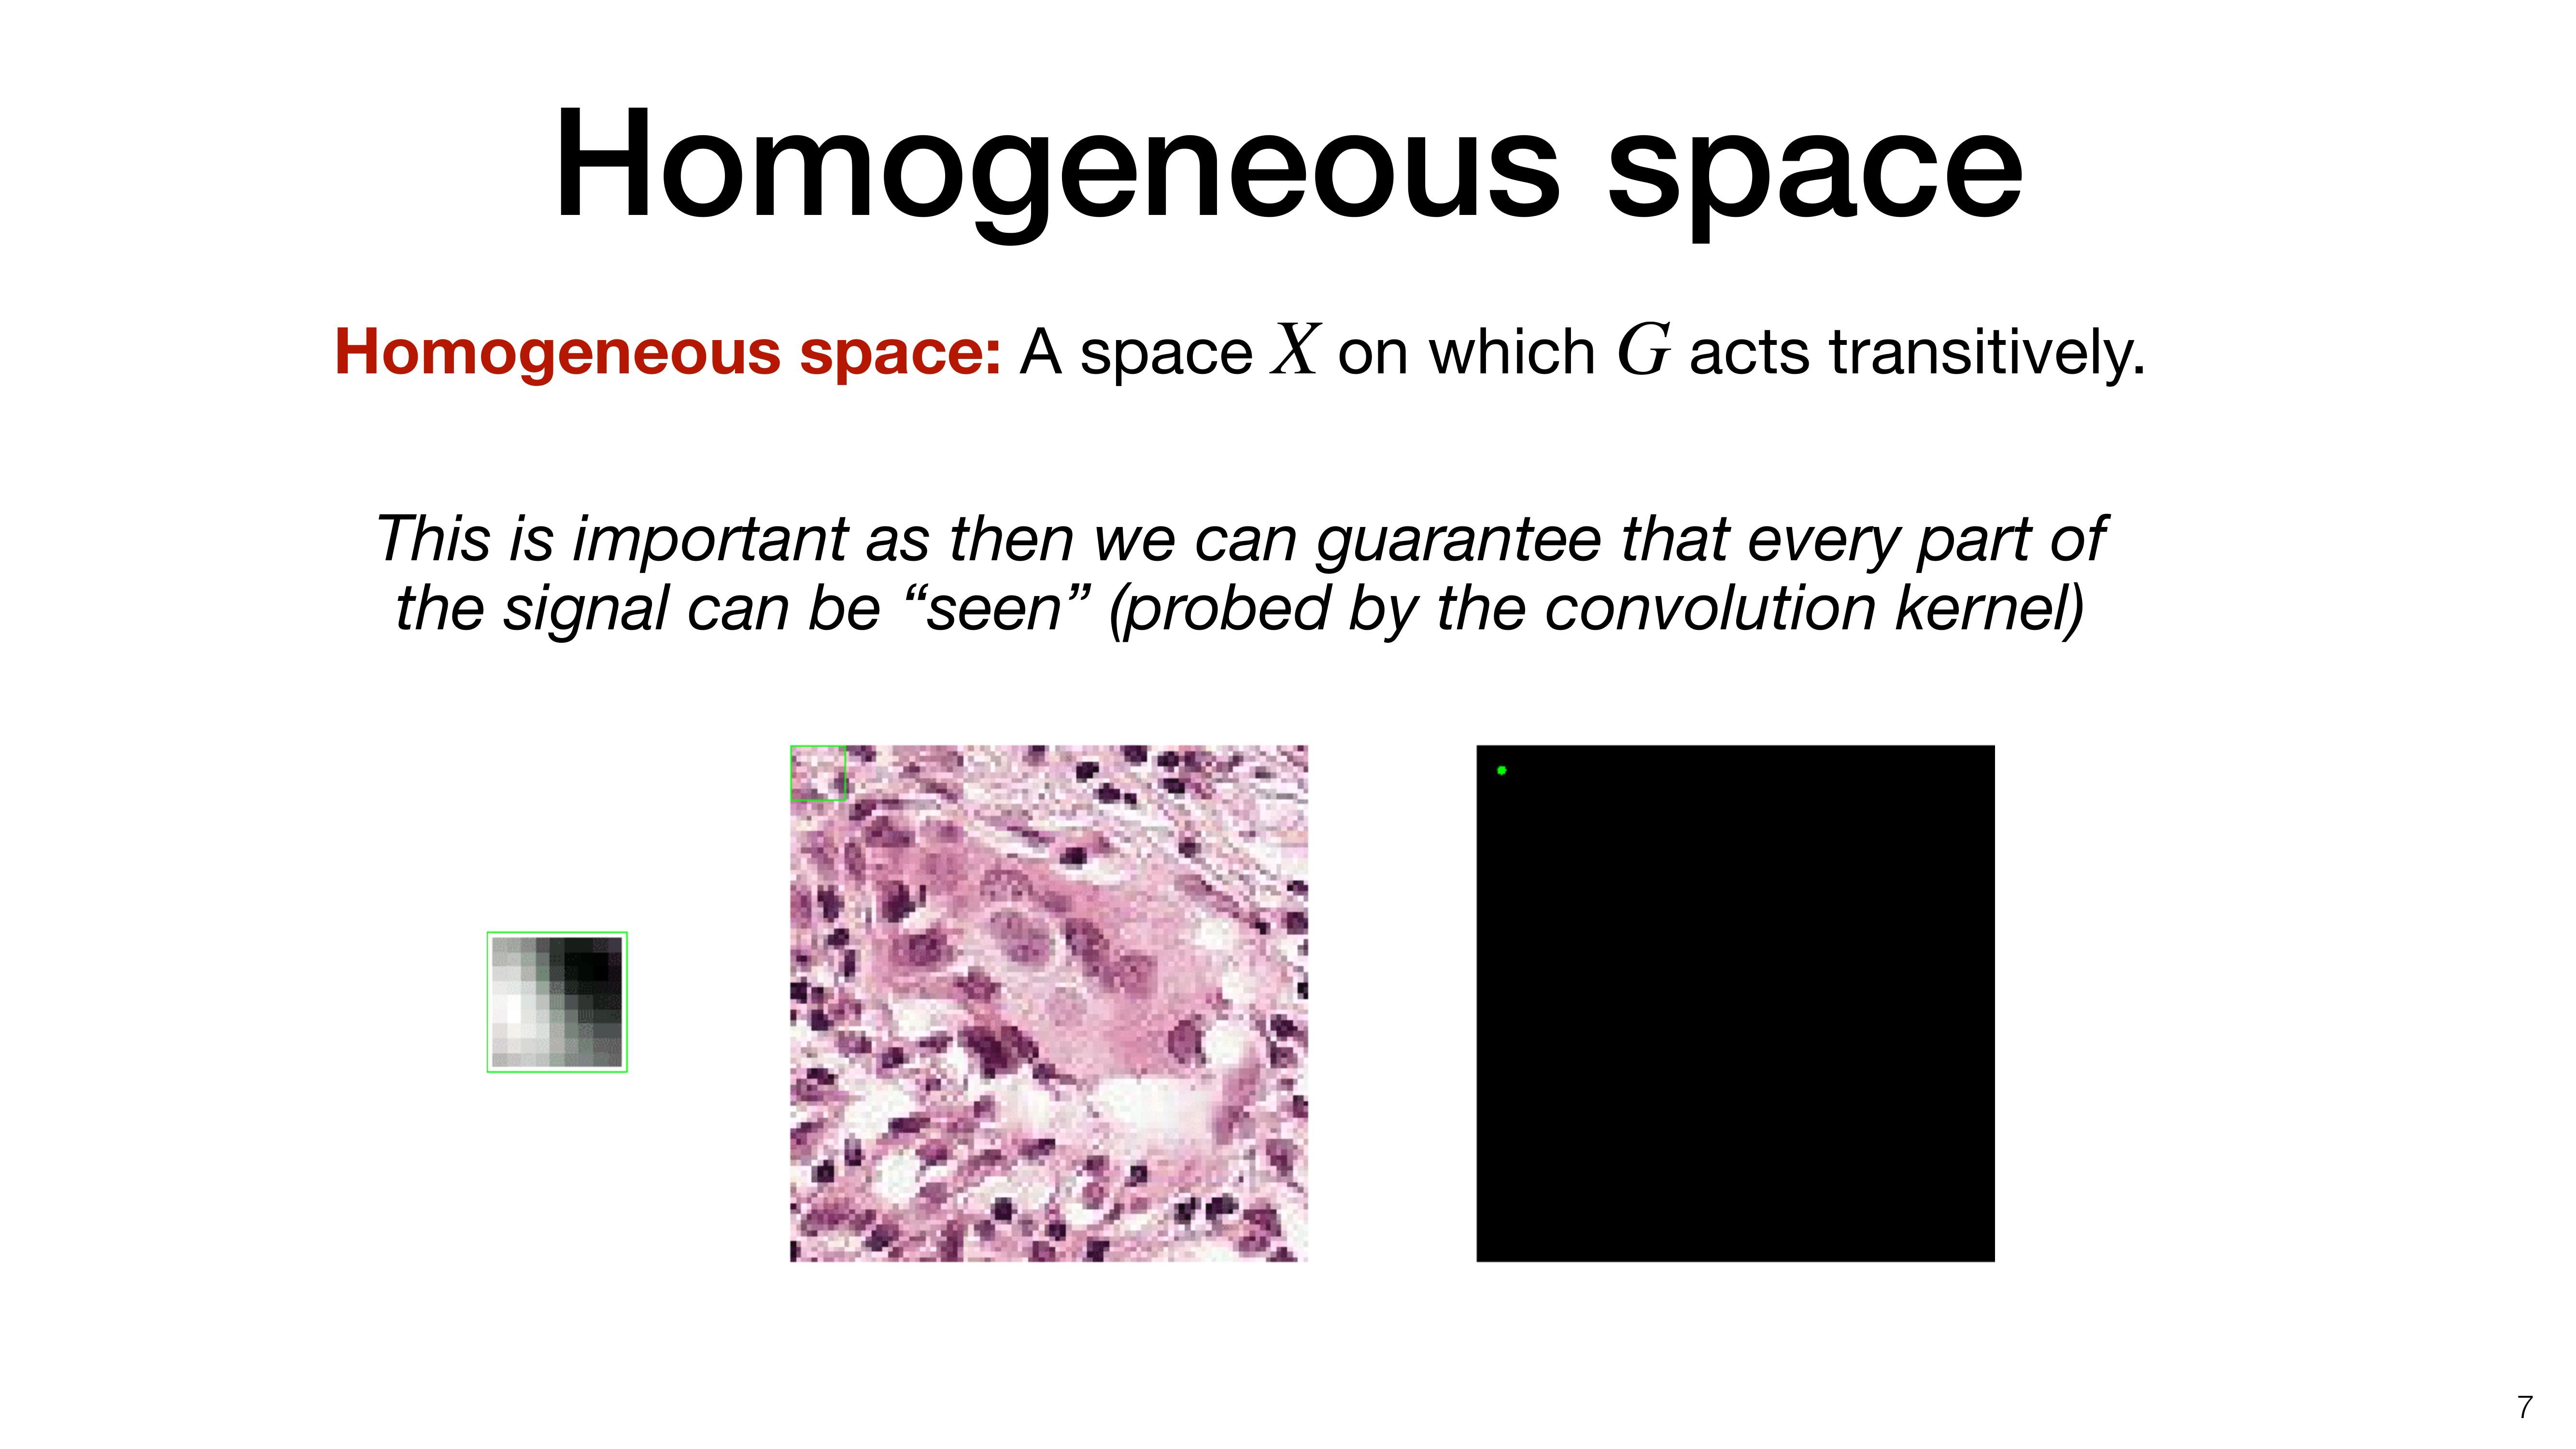 Homogeneous space
Homogeneous space: A space X on which G acts transitively.
This is important as then we can guarantee that every part of
the signal can be “seen” (probed by the convolution kernel)
7